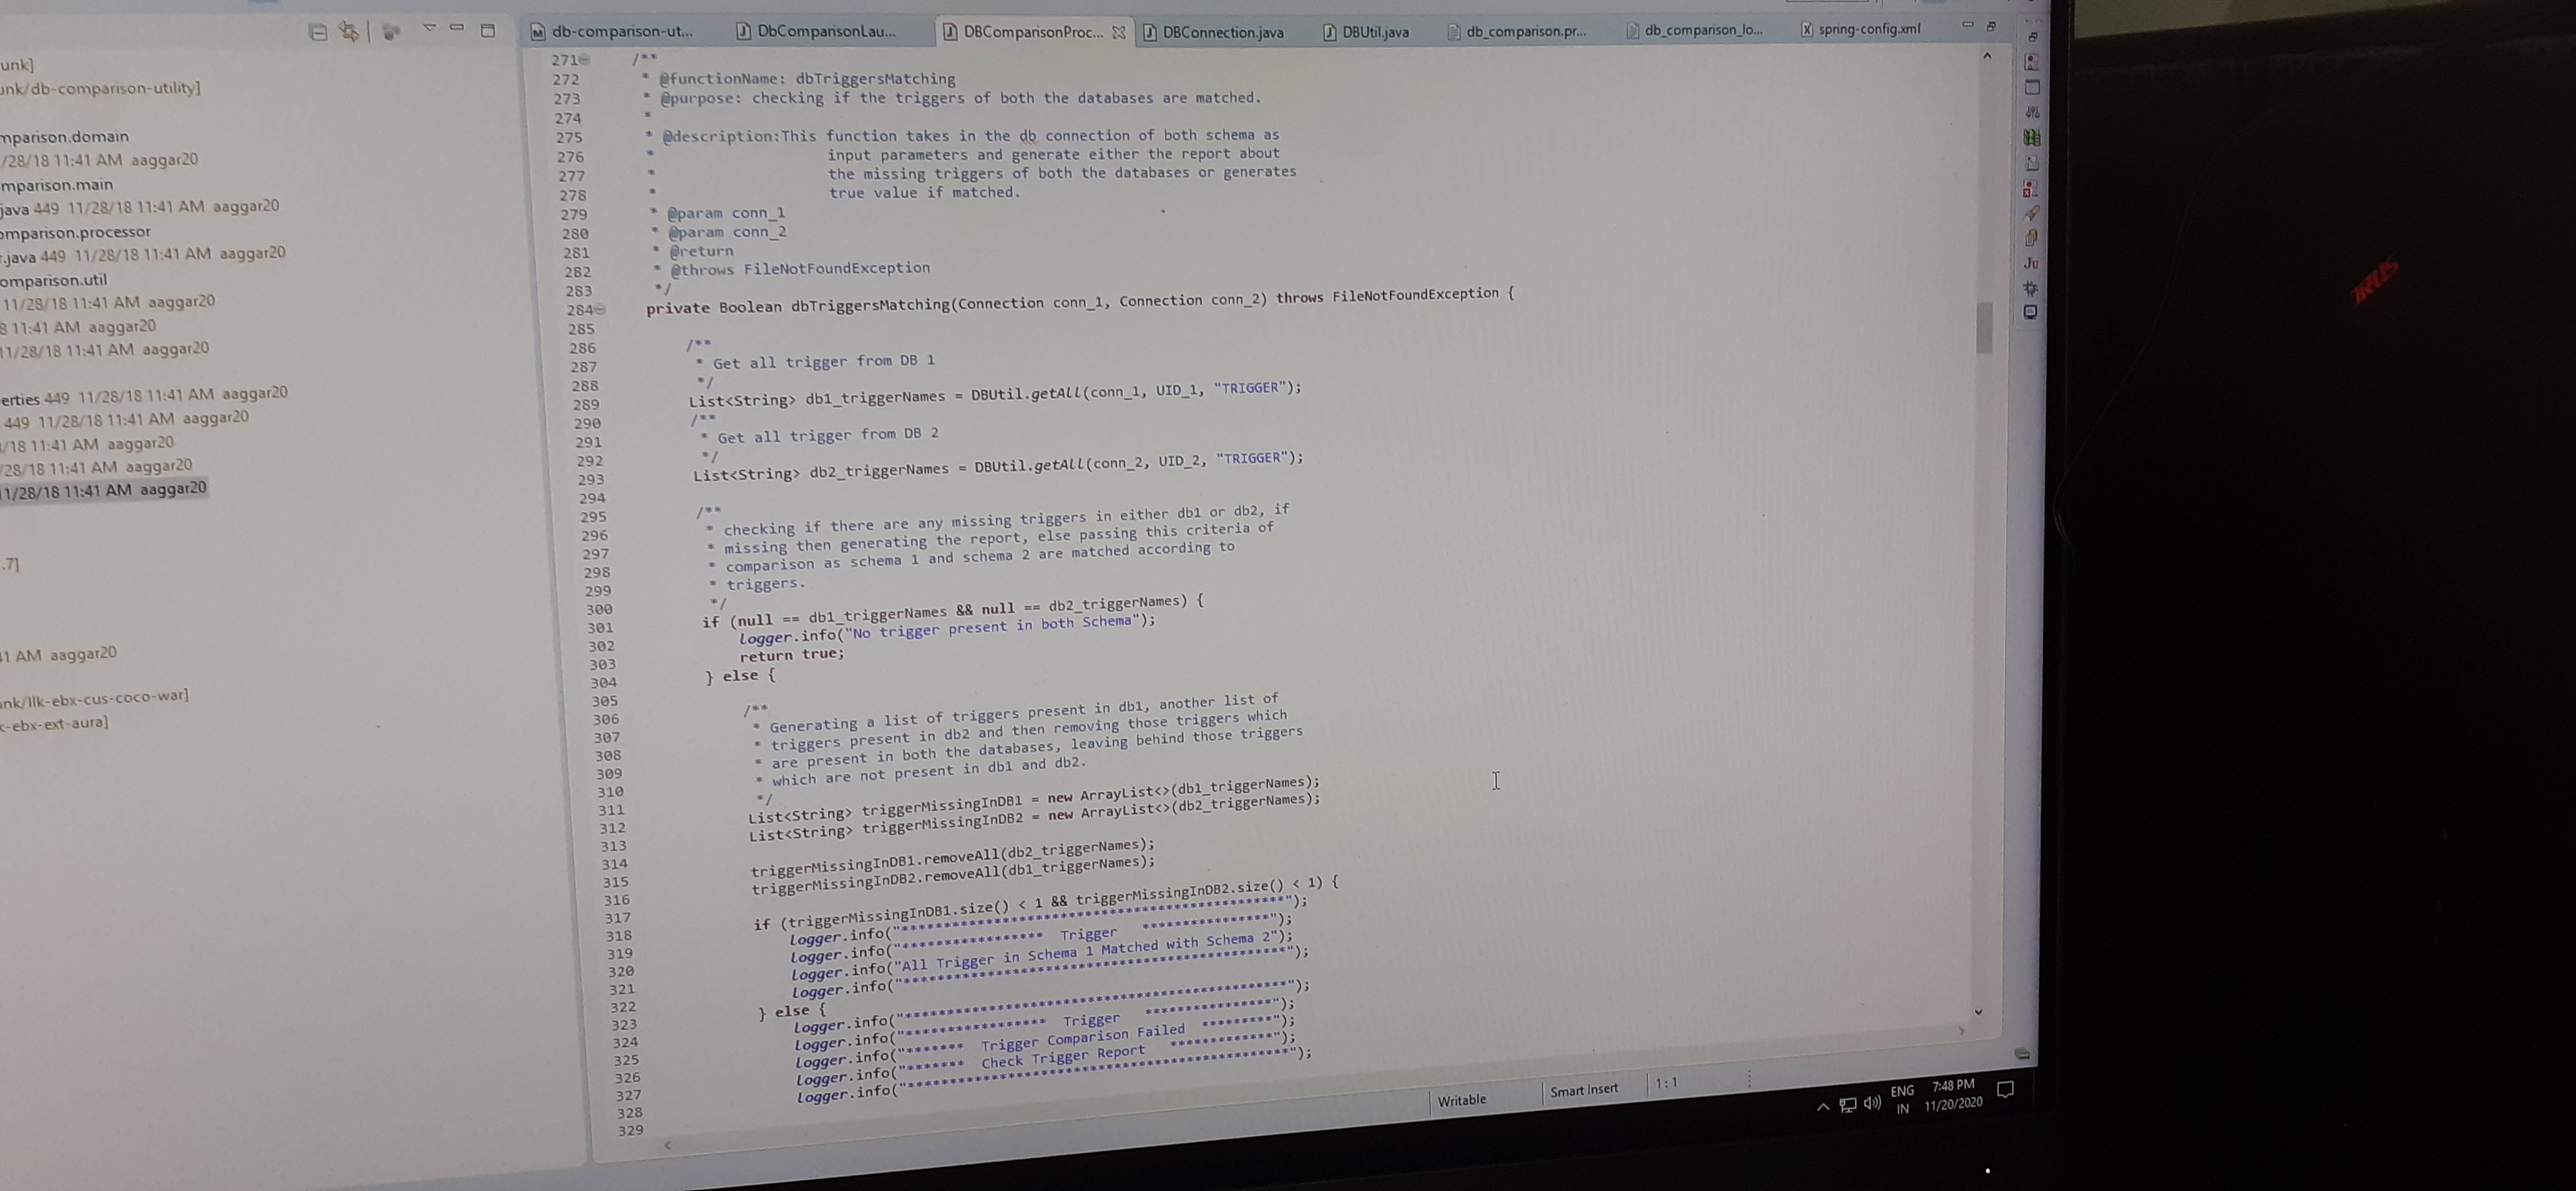 unk]
unk/db-comparison-utility]
mparison.domain
/28/18 11:41 AM aaggar20
mparison.main
java 449 11/28/18 11:41 AM aaggar20
omparison.processor
.java 449 11/28/18 11:41 AM aaggar20
omparison.util
11/28/18 11:41 AM aaggar20
8 11:41 AM aaggar20
11/28/18 11:41 AM aaggar20
erties 449 11/28/18 11:41 AM aaggar20
449 11/28/18 11:41 AM aaggar20
/18 11:41 AM aaggar20
/28/18 11:41 AM aaggar20
11/28/18 11:41 AM aaggar20
.7]
41 AM aaggar20
unk/llk-ebx-cus-coco-war]
k-ebx-ext-aura]
db-comparison-ut... DbComparisonLau... DBComparisonProc... DBConnection.java DBUtil.java db_comparison.pr... db_comparison_lo... spring-config.xml
271 /**
272 * @functionName: dbTriggersMatching
273 * @purpose: checking if the triggers of both the databases are matched.
274 *
275 * @description:This function takes in the db connection of both schema as
276 * input parameters and generate either the report about
277 * the missing triggers of both the databases or generates
278 * true value if matched.
279 * @param conn_1
280 * @param conn_2
281 * @return
282 * @throws FileNotFoundException
283 */
284 private Boolean dbTriggersMatching(Connection conn_1, Connection conn_2) throws FileNotFoundException {
285
286 /**
287 * Get all trigger from DB 1
288 */
289 List<String> db1_triggerNames = DBUtil.getALL(conn_1, UID_1, "TRIGGER");
290 /**
291 * Get all trigger from DB 2
292 */
293 List<String> db2_triggerNames = DBUtil.getALL(conn_2, UID_2, "TRIGGER");
294
295 /**
296 * checking if there are any missing triggers in either db1 or db2, if
297 * missing then generating the report, else passing this criteria of
298 * comparison as schema 1 and schema 2 are matched according to
299 * triggers.
300 */
301 if (null == db1_triggerNames && null == db2_triggerNames) {
302 Logger.info("No trigger present in both Schema");
303 return true;
304 } else {
305
306 /**
307 * Generating a list of triggers present in db1, another list of
308 * triggers present in db2 and then removing those triggers which
309 * are present in both the databases, leaving behind those triggers
310 * which are not present in db1 and db2.
311 */
312 List<String> triggerMissingInDB1 = new ArrayList<>(db1_triggerNames);
313 List<String> triggerMissingInDB2 = new ArrayList<>(db2_triggerNames);
314
315 triggerMissingInDB1.removeAll(db2_triggerNames);
316 triggerMissingInDB2.removeAll(db1_triggerNames);
317
318 if (triggerMissingInDB1.size() < 1 && triggerMissingInDB2.size() < 1) {
319 Logger.info("***********************************************");
320 Logger.info("***************** Trigger ***************");
321 Logger.info("All Trigger in Schema 1 Matched with Schema 2");
322 Logger.info("***********************************************");
323 } else {
324 Logger.info("***********************************************");
325 Logger.info("***************** Trigger ***************");
326 Logger.info("******* Trigger Comparison Failed *********");
327 Logger.info("******* Check Trigger Report *************");
328 Logger.info("***********************************************");
329
Ju
Writable Smart Insert 1 : 1
ENG 7:48 PM
IN 11/20/2020